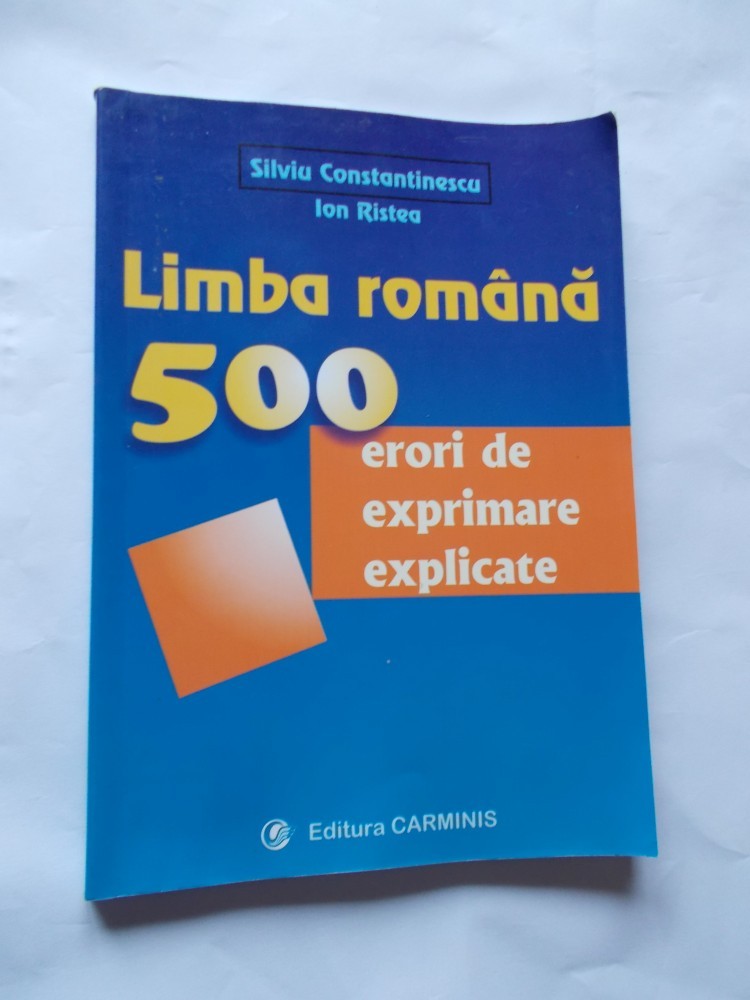 Silviu Constantinescu
Ion Ristea
Limba română
500
erori de
exprimare
explicate
Editura CARMINIS